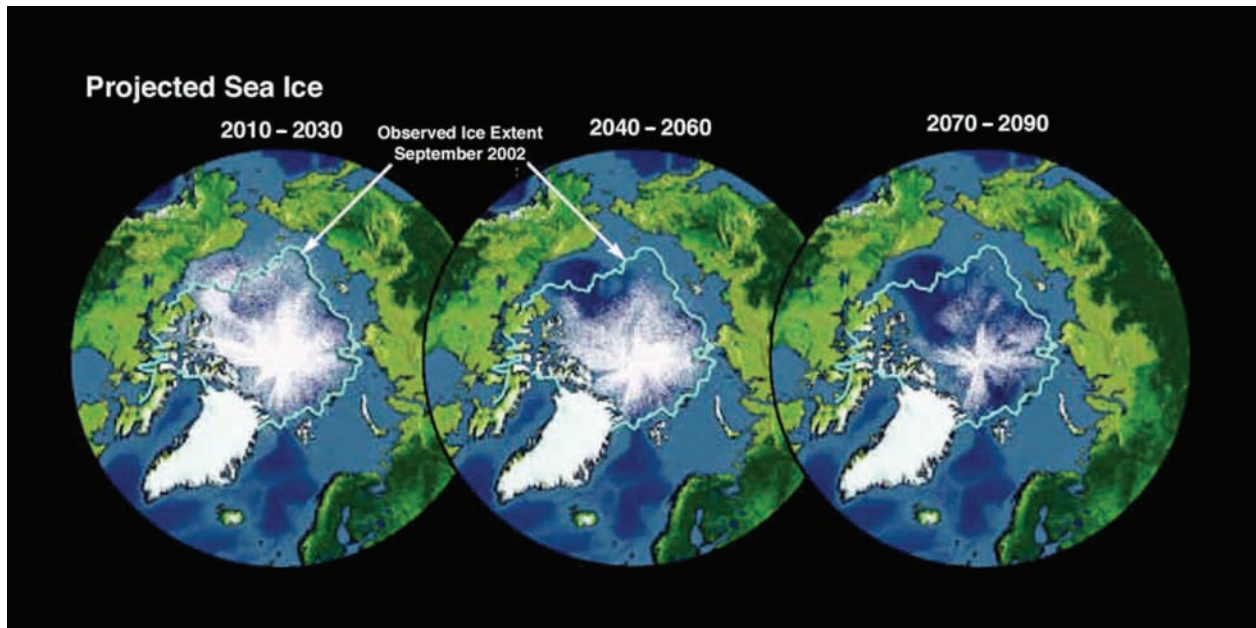 Projected Sea Ice
2010 – 2030
Observed Ice Extent
September 2002
2040 – 2060
2070 – 2090